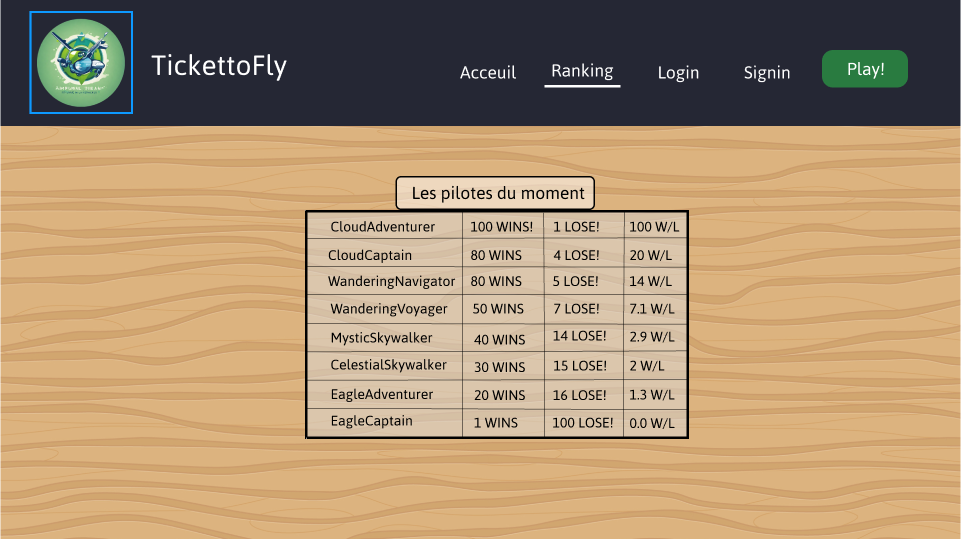 TickettoFly
Acceuil Ranking Login Signin Play!
Les pilotes du moment
CloudAdventurer 100 WINS! 1 LOSE! 100 W/L
CloudCaptain 80 WINS 4 LOSE! 20 W/L
WanderingNavigator 80 WINS 5 LOSE! 14 W/L
WanderingVoyager 50 WINS 7 LOSE! 7.1 W/L
MysticSkywalker 40 WINS 14 LOSE! 2.9 W/L
CelestialSkywalker 30 WINS 15 LOSE! 2 W/L
EagleAdventurer 20 WINS 16 LOSE! 1.3 W/L
EagleCaptain 1 WINS 100 LOSE! 0.0 W/L